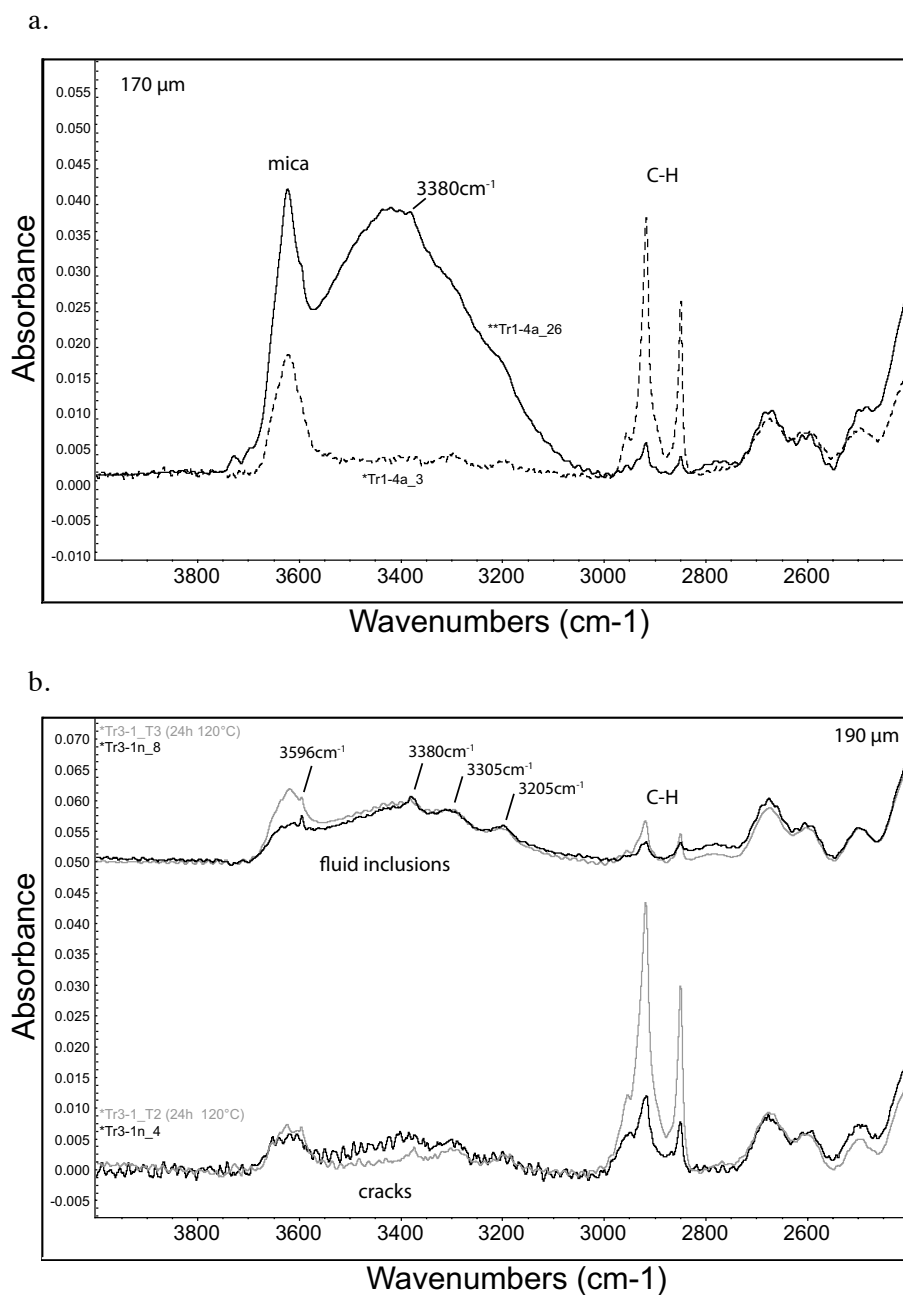 a.
170 µm
0.055
0.050
0.045
0.040
0.035
0.030
0.025
0.020
0.015
0.010
0.005
0.000
-0.005
-0.010
Absorbance
mica
3380cm-1
C-H
**Tr1-4a_26
*Tr1-4a_3
3800 3600 3400 3200 3000 2800 2600
Wavenumbers (cm-1)
b.
*Tr3-1_T3 (24h 120°C)
*Tr3-1n_8
190 µm
0.070
0.065
0.060
0.055
0.050
0.045
0.040
0.035
0.030
0.025
0.020
0.015
0.010
0.005
0.000
-0.005
Absorbance
3596cm-1
3380cm-1
3305cm-1
3205cm-1
C-H
fluid inclusions
*Tr3-1_T2 (24h 120°C)
*Tr3-1n_4
cracks
3800 3600 3400 3200 3000 2800 2600
Wavenumbers (cm-1)